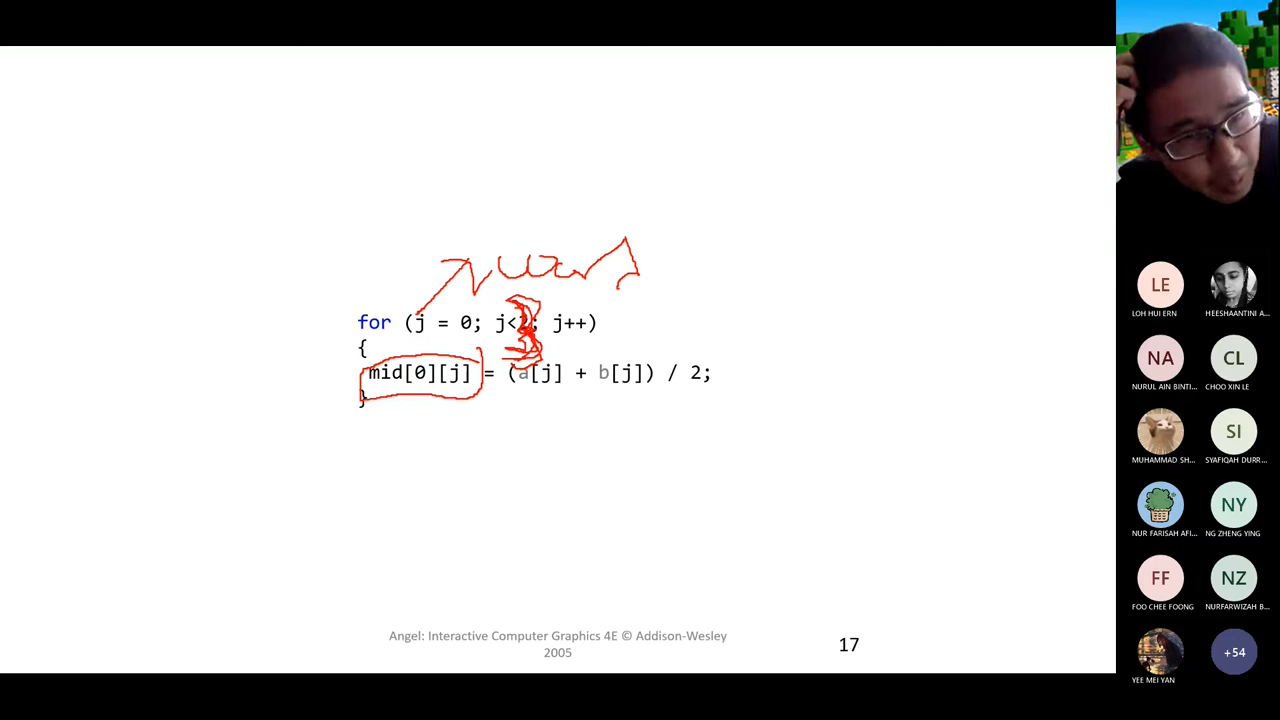 for (j = 0; j<2; j++)
{
mid[0][j] = (a[j] + b[j]) / 2;
}
Angel: Interactive Computer Graphics 4E © Addison-Wesley
2005
17
LE
LOH HUI ERN
HEESHAANTINI A...
NA
NURUL AIN BINTI...
CL
CHOO XIN LE
MUHAMMAD SH...
SI
SYAFIQAH DURR...
NUR FARISAH AFI...
NY
NG ZHENG YING
FF
FOO CHEE FOONG
NZ
NURFARWIZAH B...
YEE MEI YAN
+54